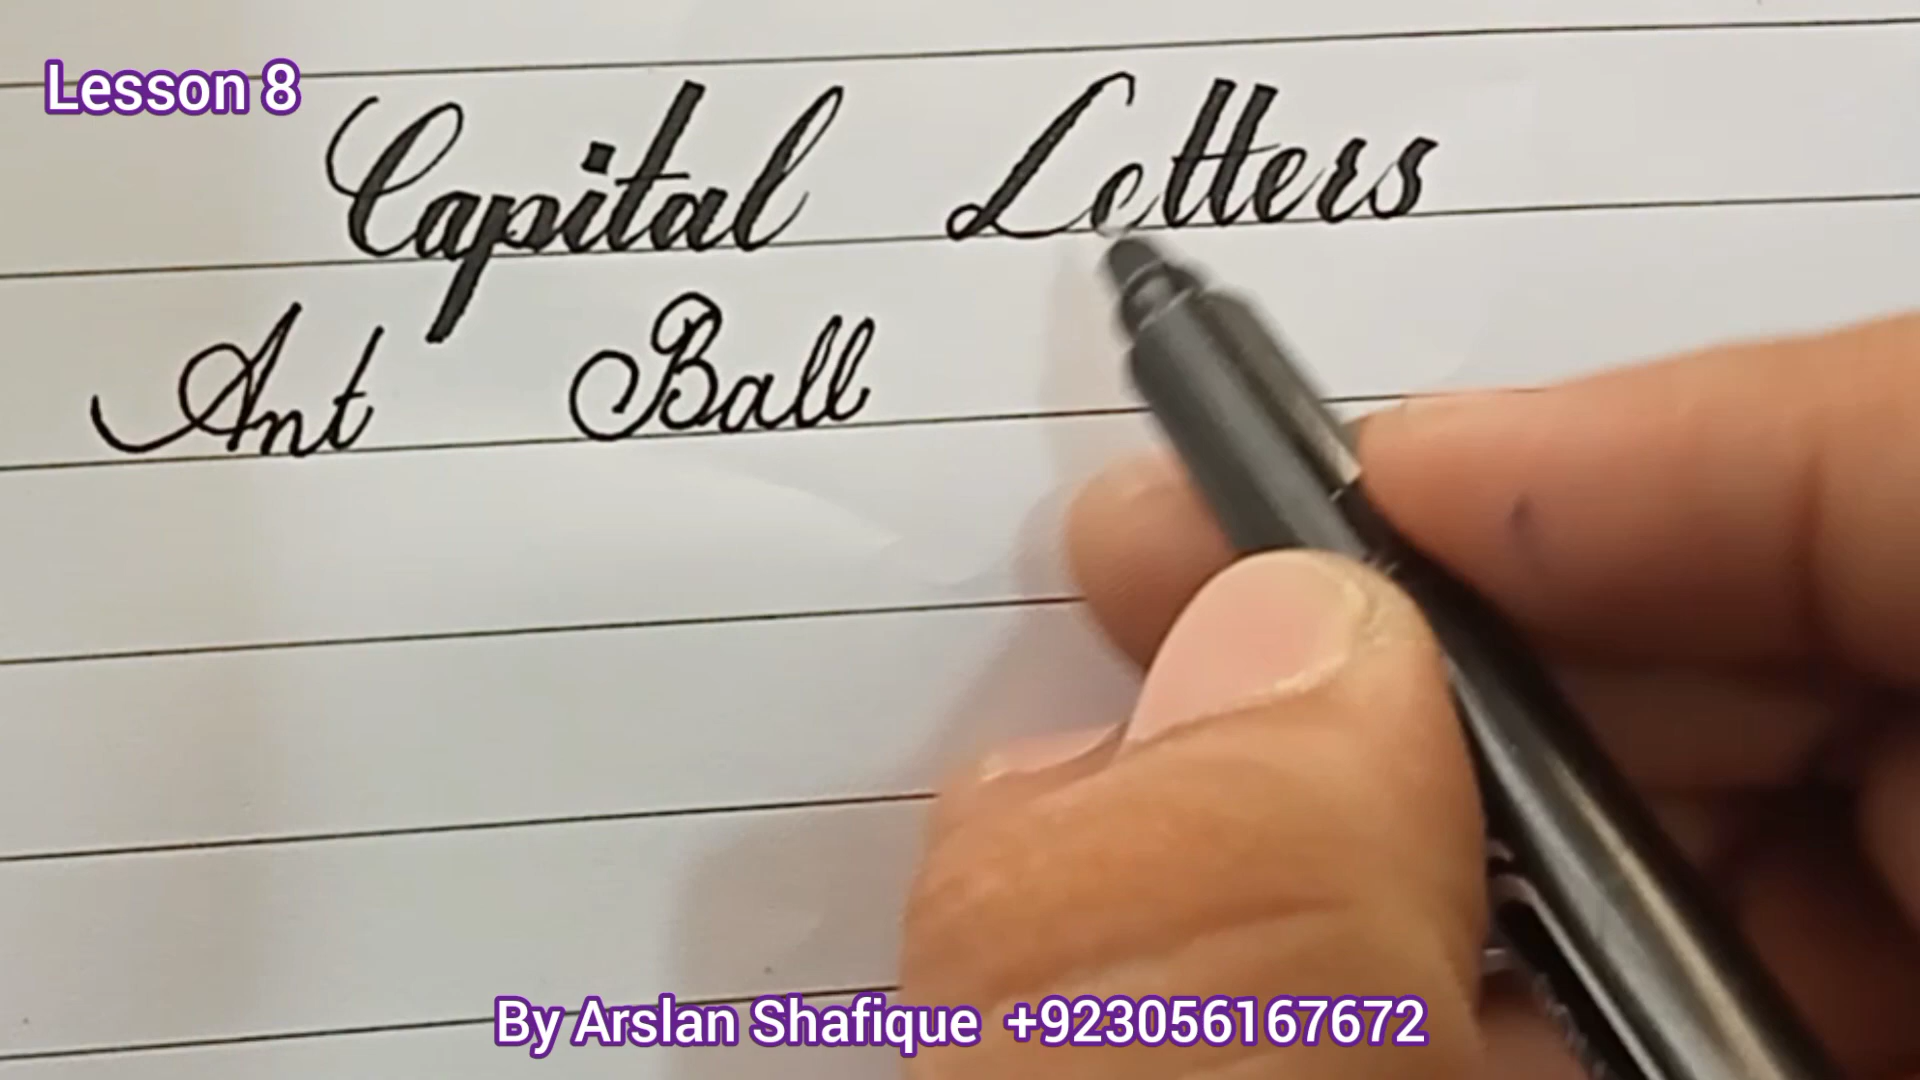 Lesson 8
Capital Letters
Ant Ball
By Arslan Shafique +923056167672